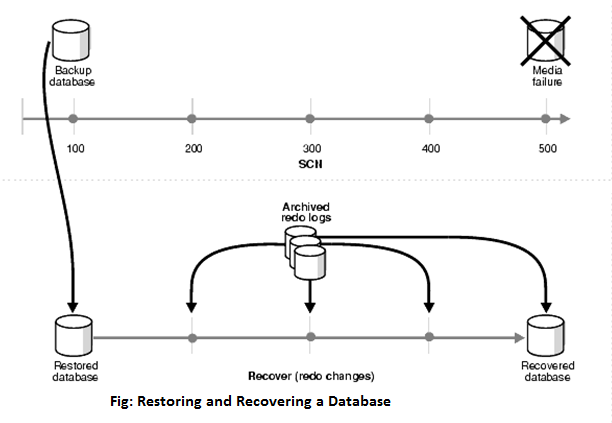 Backup
database
Media
failure
100 200 300 400 500
SCN
Archived
redo logs
Restored
database
Recovered
database
Recover (redo changes)
Fig: Restoring and Recovering a Database